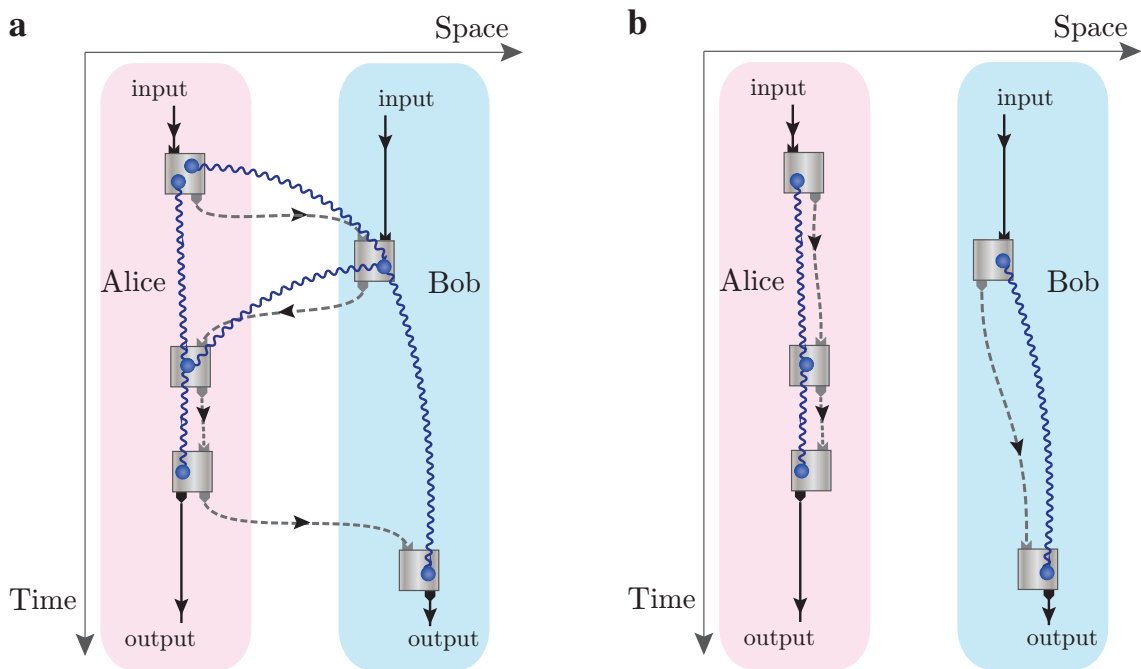 a
Space
input
input
Alice
Bob
Time
output
output
b
Space
input
input
Alice
Bob
Time
output
output